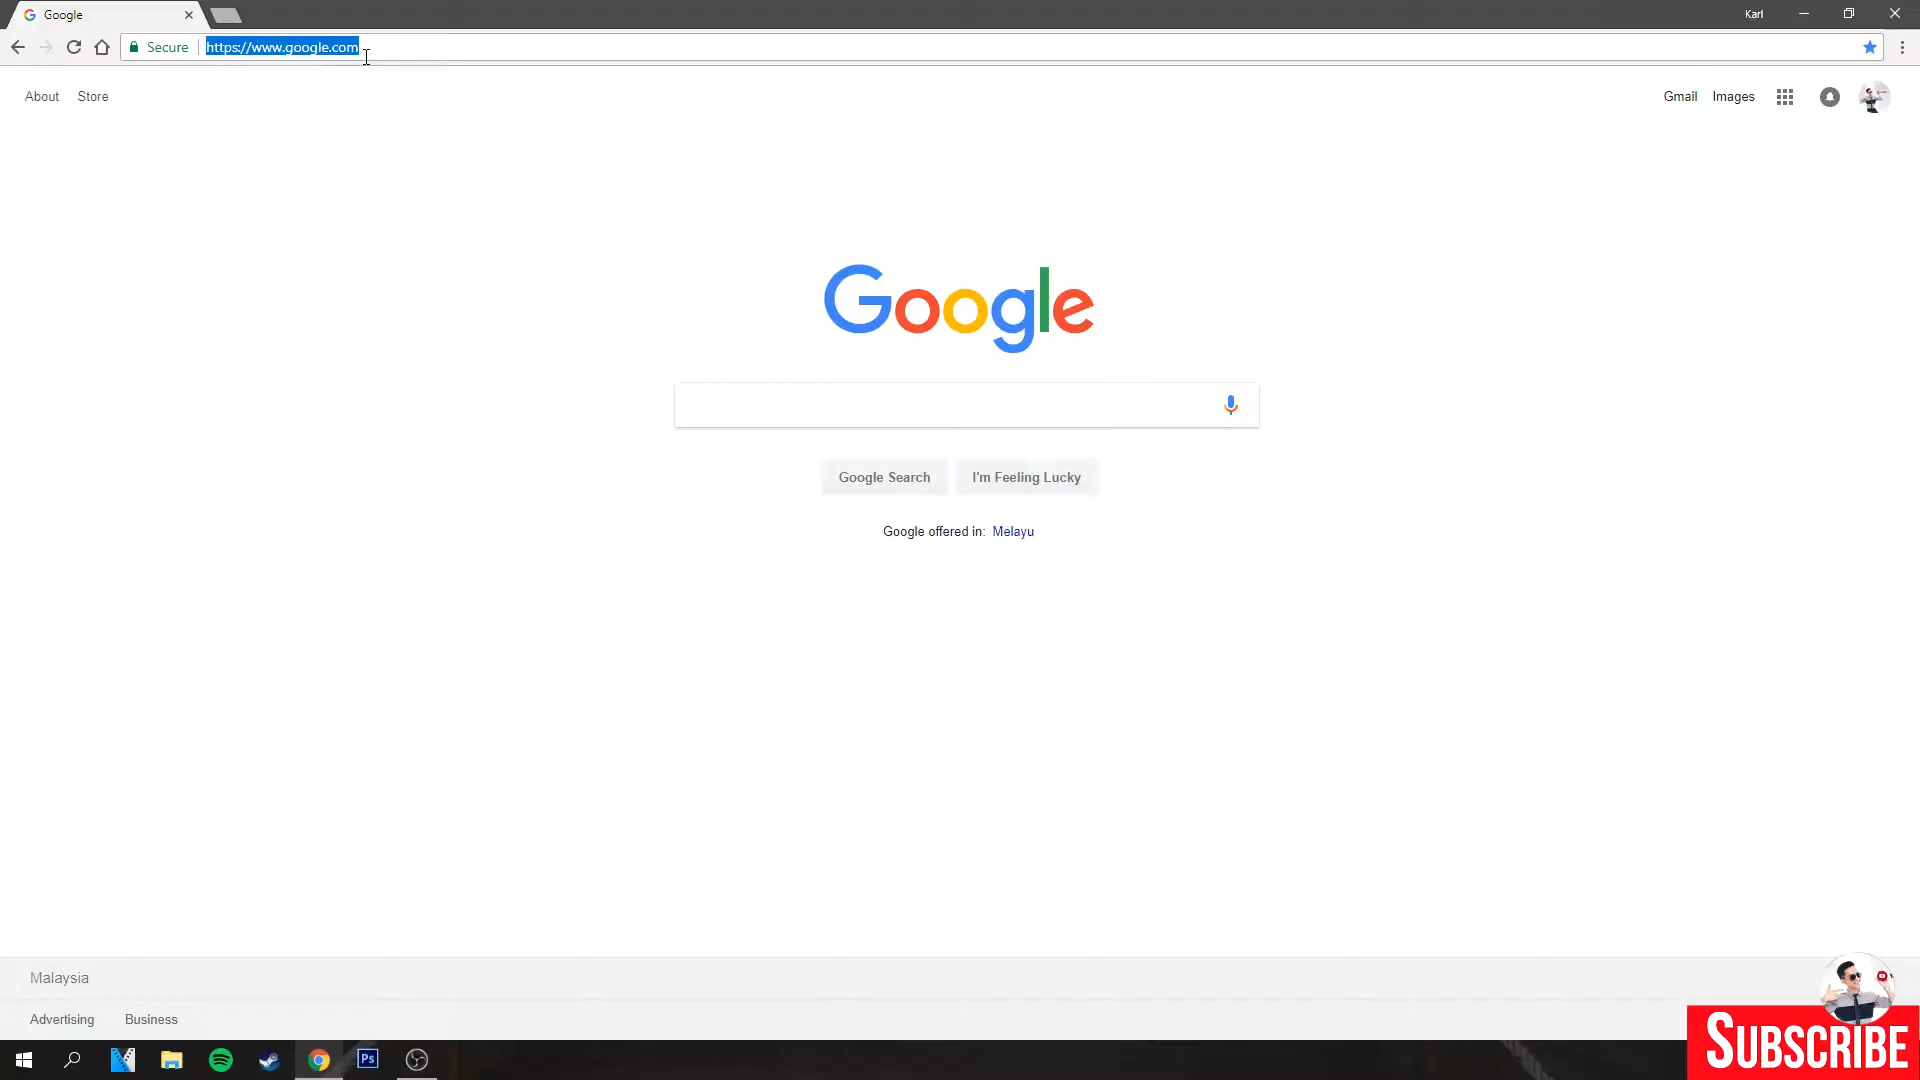 Google
Karl
Secure
https://www.google.com
About
Store
Gmail
Images
Google
Google Search
I'm Feeling Lucky
Google offered in: Melayu
Malaysia
Advertising
Business
Ps
SUBSCRIBE